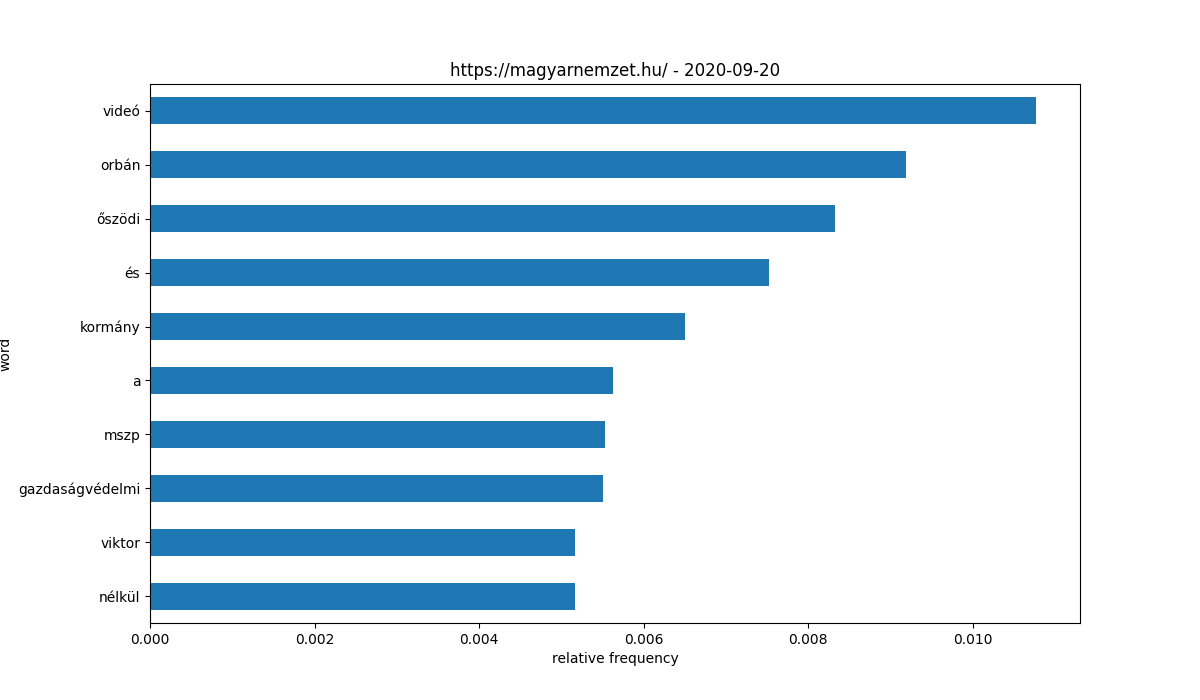 https://magyarnemzet.hu/ - 2020-09-20
videó
orbán
őszödi
és
kormány
a
mszp
gazdaságvédelmi
viktor
nélkül
word
0.000 0.002 0.004 0.006 0.008 0.010
relative frequency